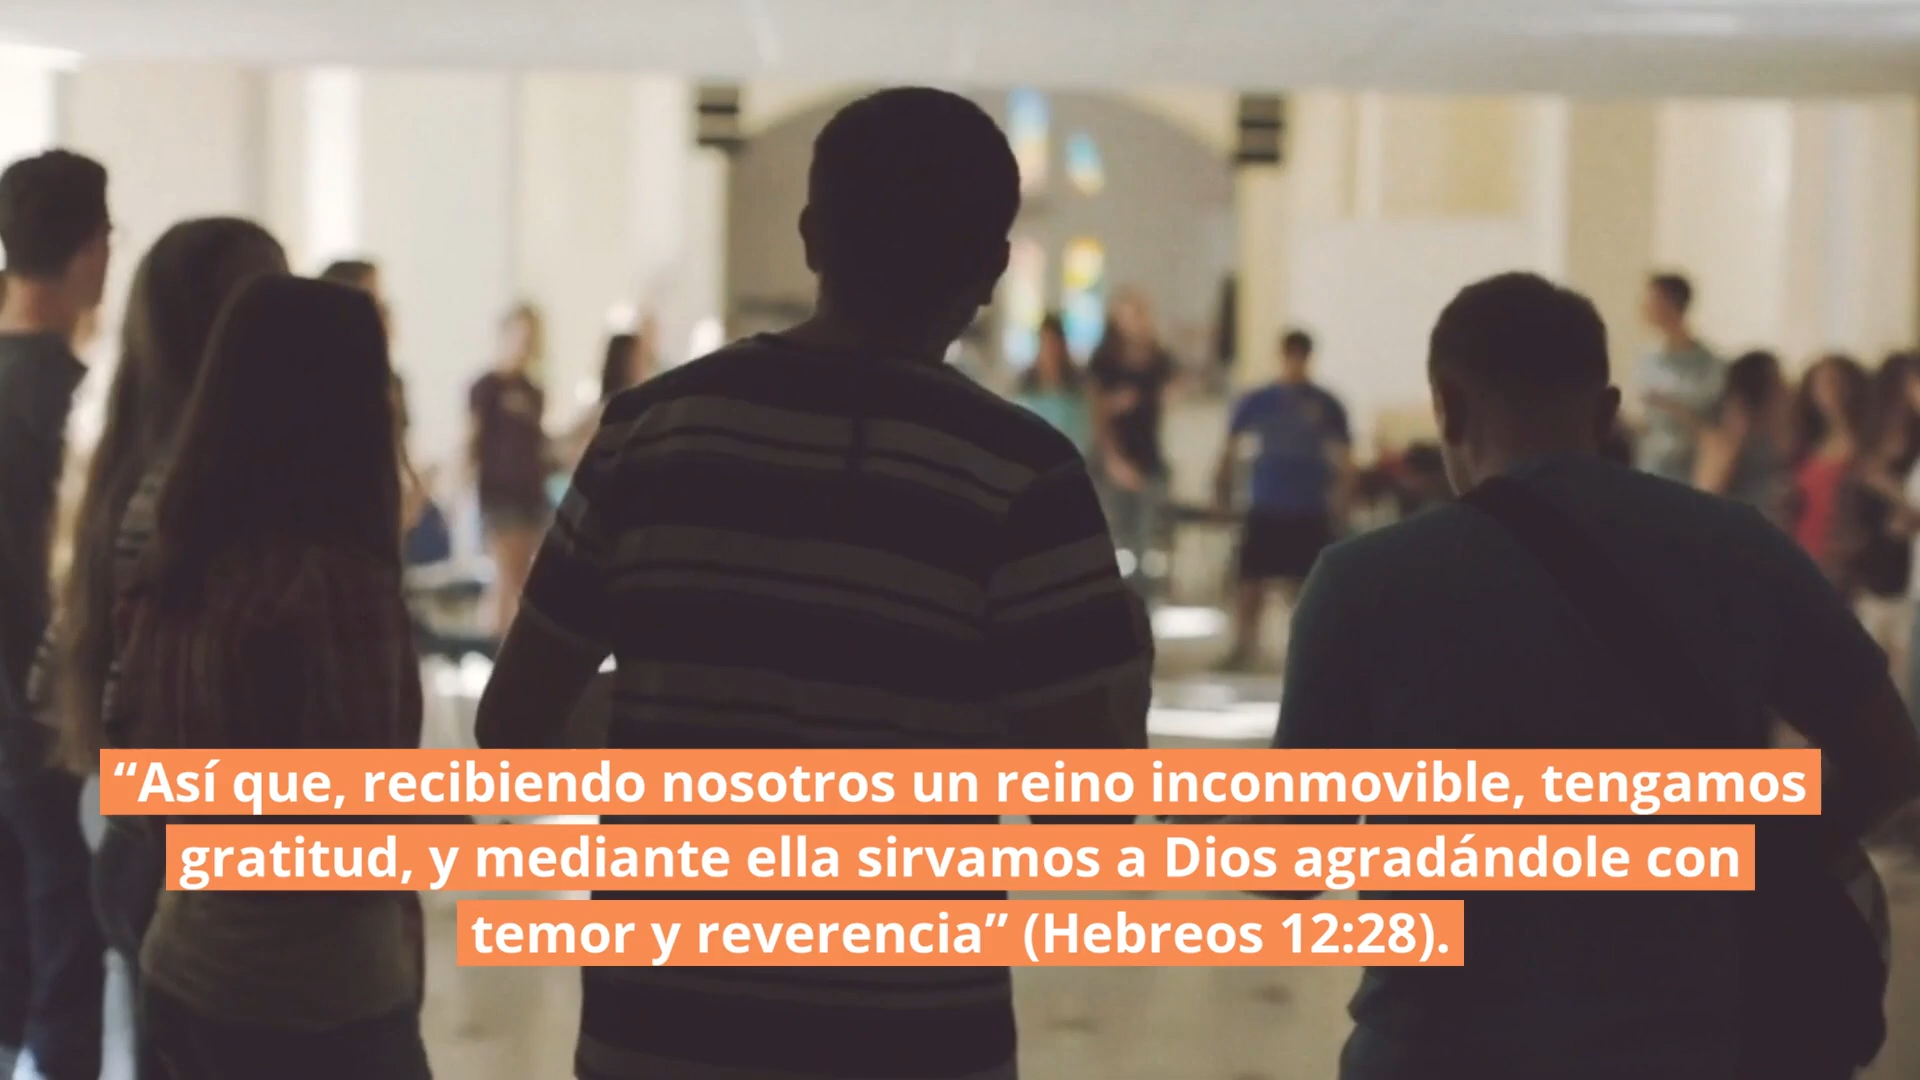 “Así que, recibiendo nosotros un reino inconmovible, tengamos
gratitud, y mediante ella sirvamos a Dios agradándole con
temor y reverencia” (Hebreos 12:28).